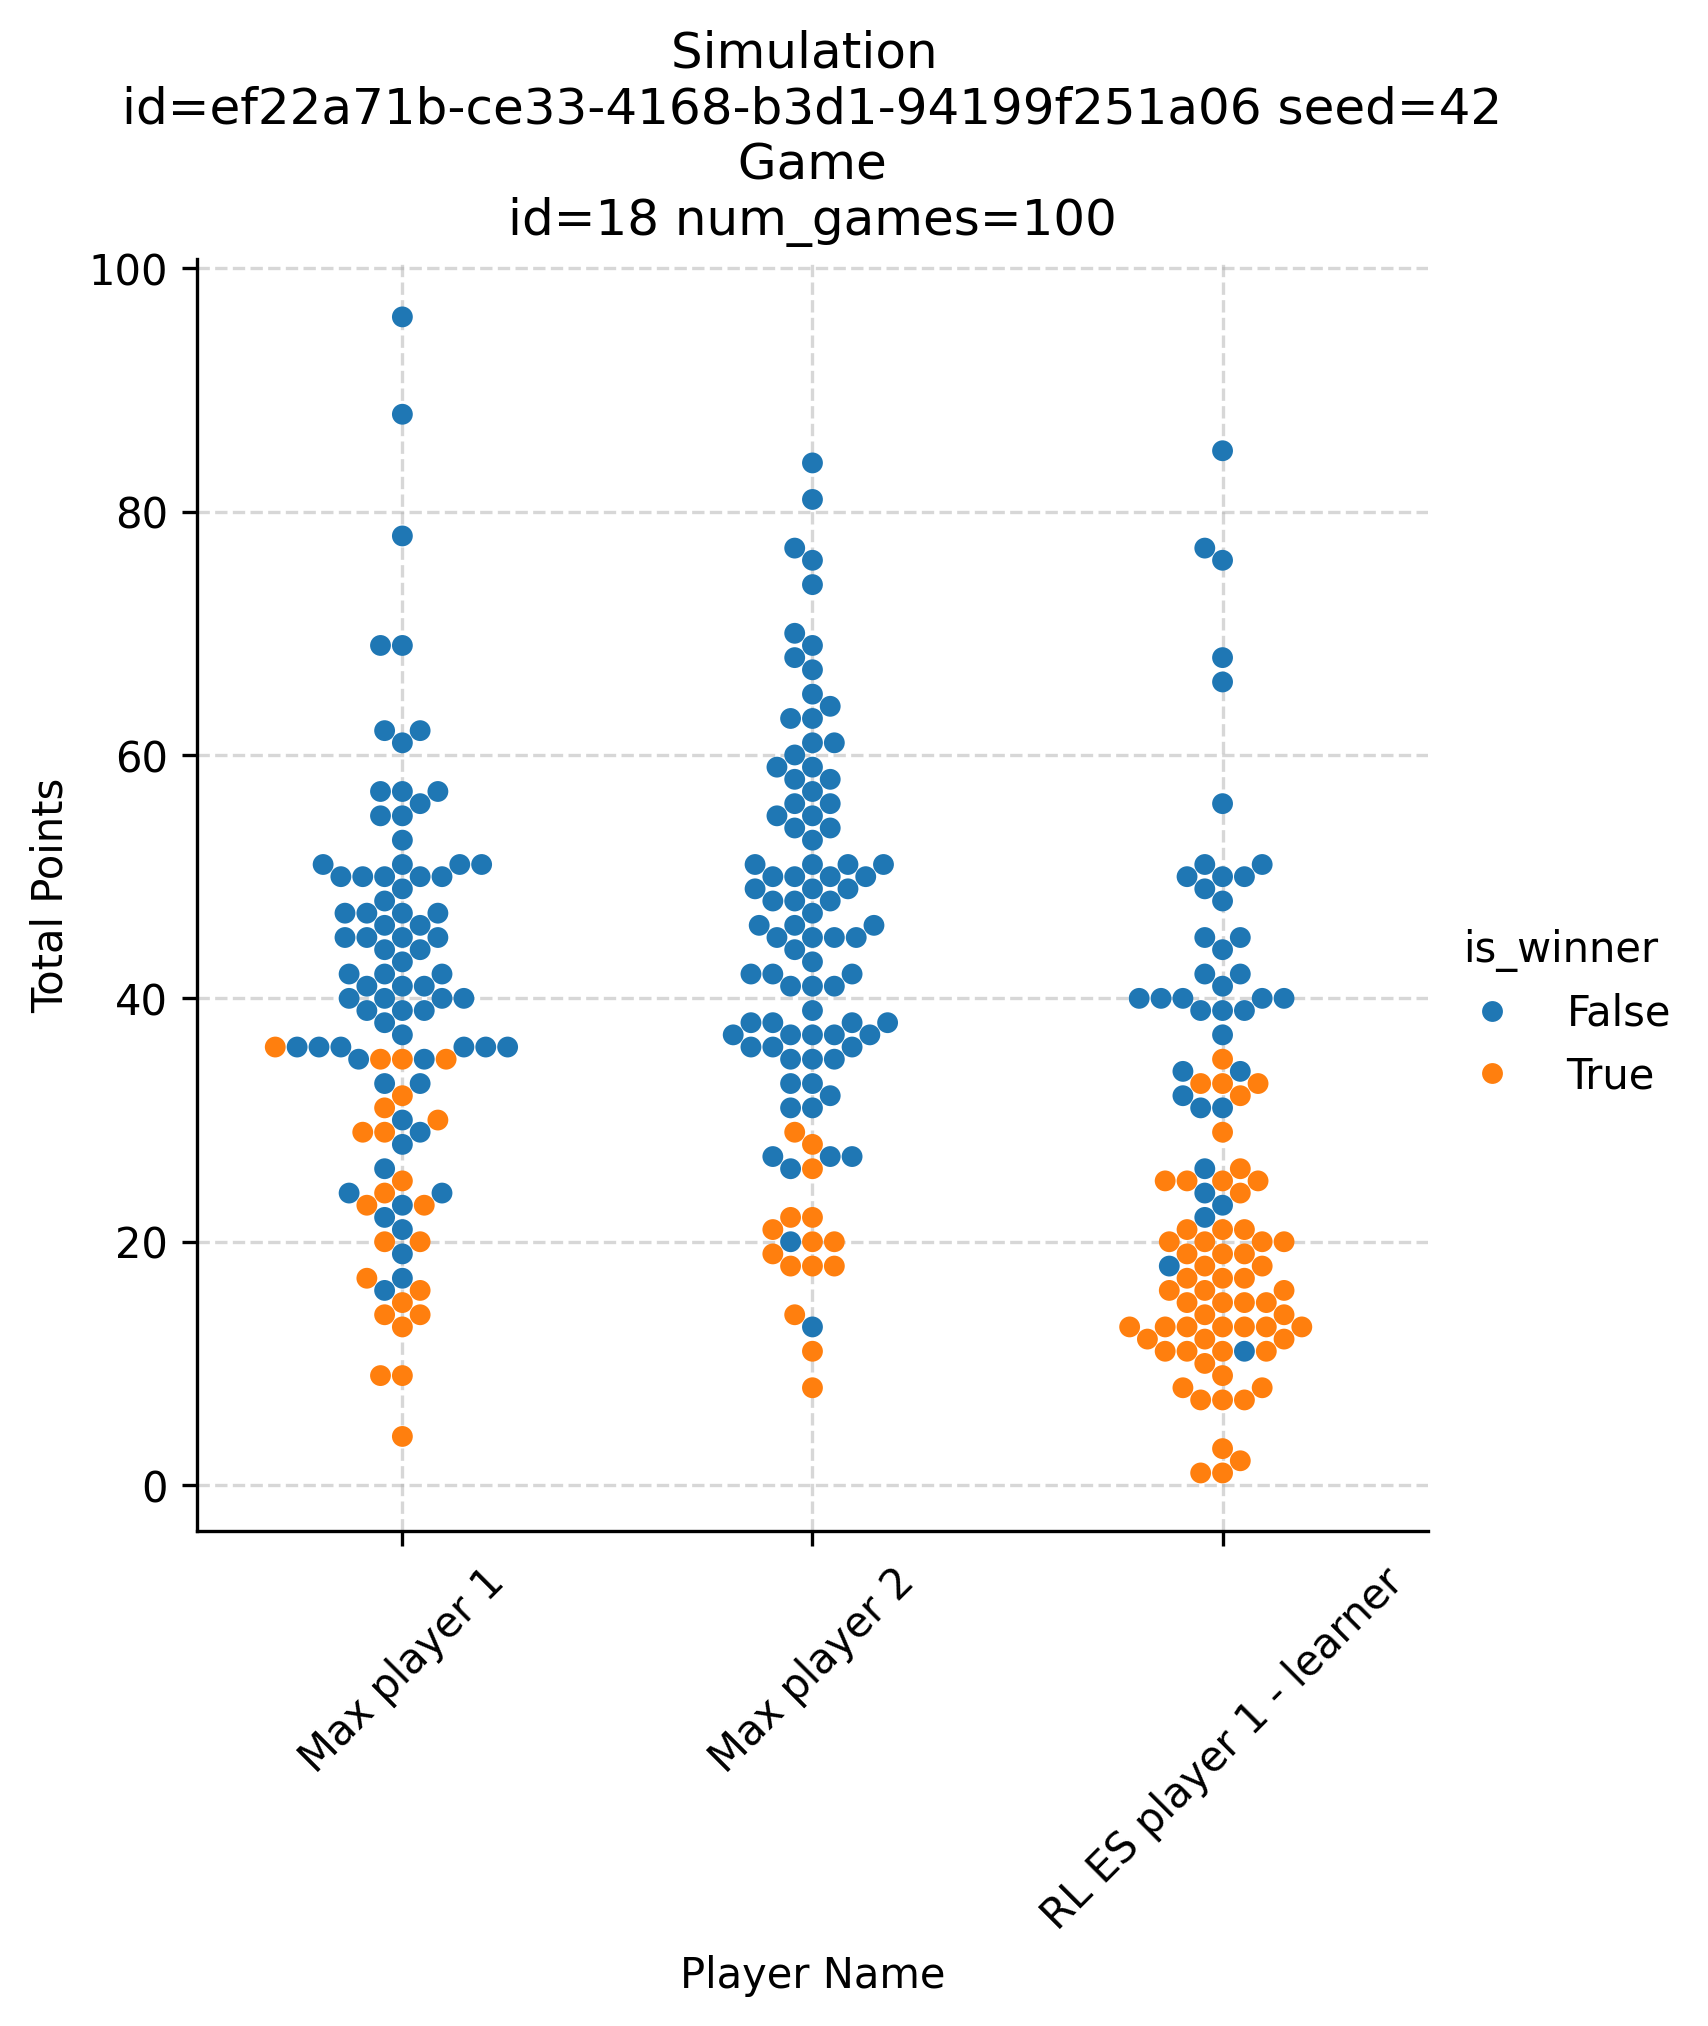 Simulation
id=ef22a71b-ce33-4168-b3d1-94199f251a06 seed=42
Game
id=18 num_games=100
100
80
60
40
20
0
Total Points
is_winner
False
True
Max player 1
Max player 2
RL ES player 1 - learner
Player Name